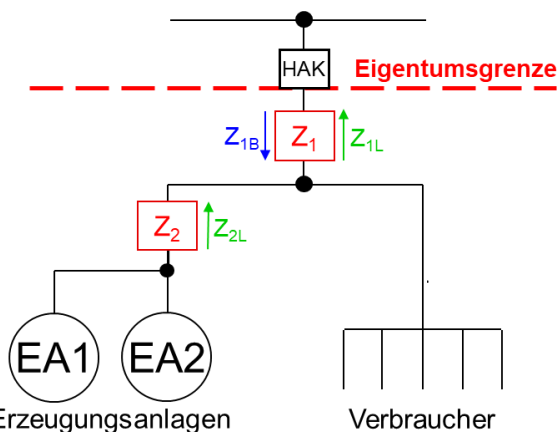 HAK
Eigentumsgrenze
Z1B
Z1
Z1L
Z2
Z2L
EA1
EA2
Erzeugungsanlagen
Verbraucher